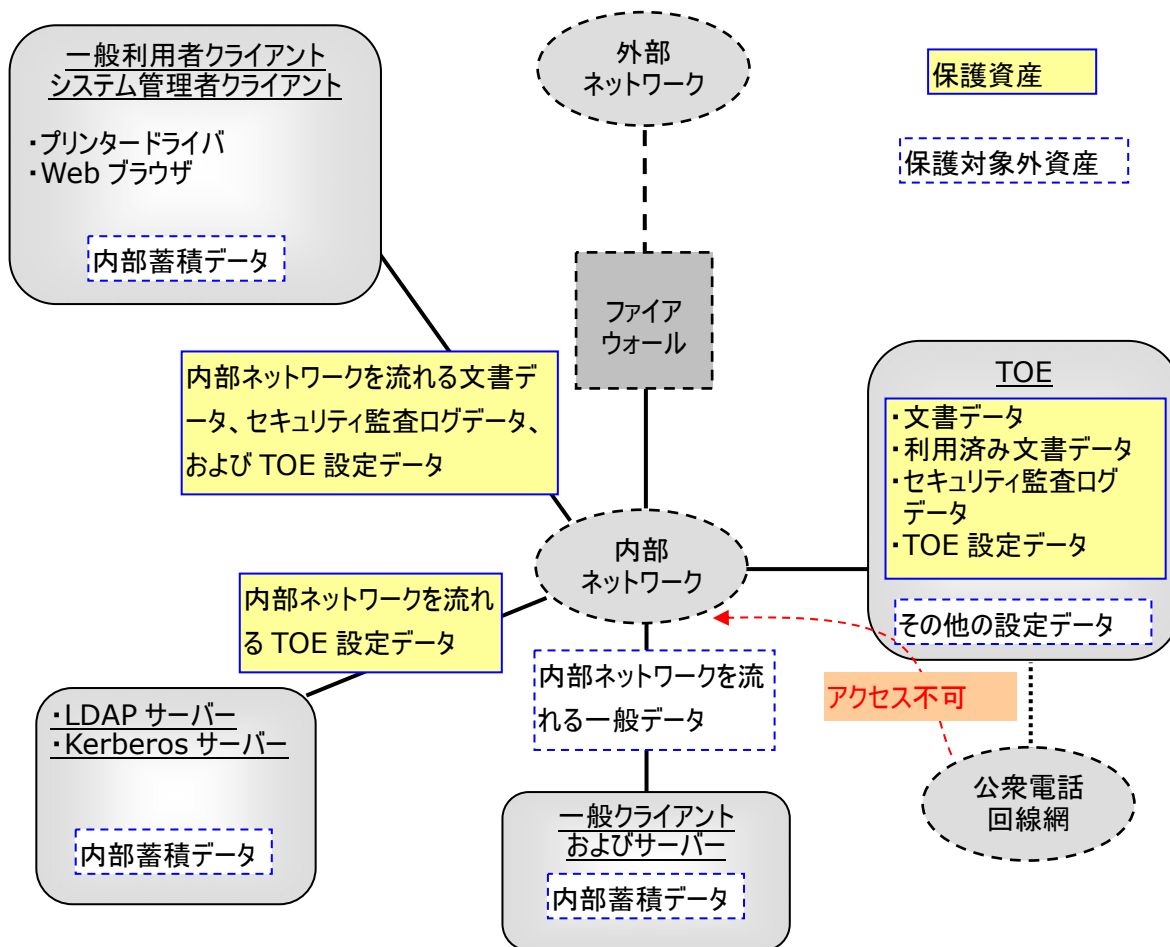 一般利用者クライアント
システム管理者クライアント
・プリンタードライバ
・Web ブラウザ
内部蓄積データ
外部
ネットワーク
保護資産
保護対象外資産
ファイア
ウォール
内部ネットワークを流れる文書デ
ータ、セキュリティ監査ログデータ、
および TOE 設定データ
TOE
・文書データ
・利用済み文書データ
・セキュリティ監査ログ
データ
・TOE 設定データ
その他の設定データ
内部
ネットワーク
内部ネットワークを流れ
る TOE 設定データ
内部ネットワークを流
れる一般データ
アクセス不可
・LDAP サーバー
・Kerberos サーバー
内部蓄積データ
一般クライアント
およびサーバー
内部蓄積データ
公衆電話
回線網